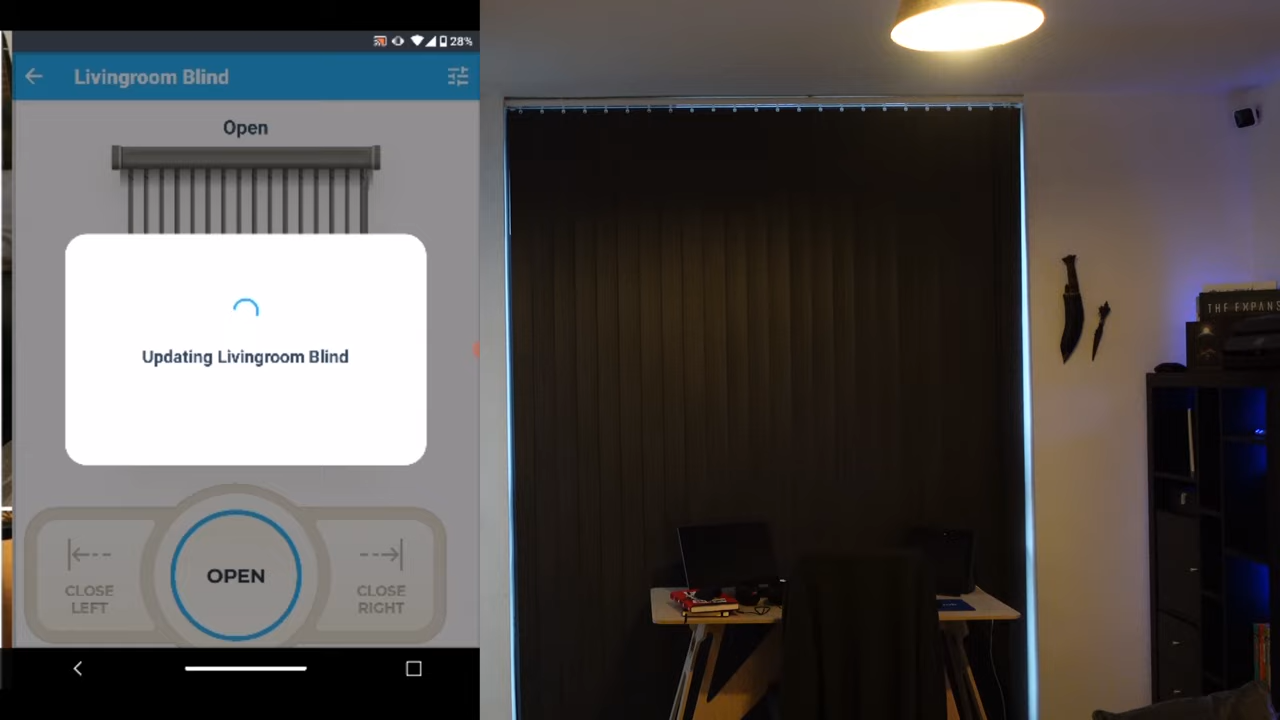 28%
Livingroom Blind
Open
Updating Livingroom Blind
OPEN
CLOSE
LEFT
CLOSE
RIGHT
THE EXPANS